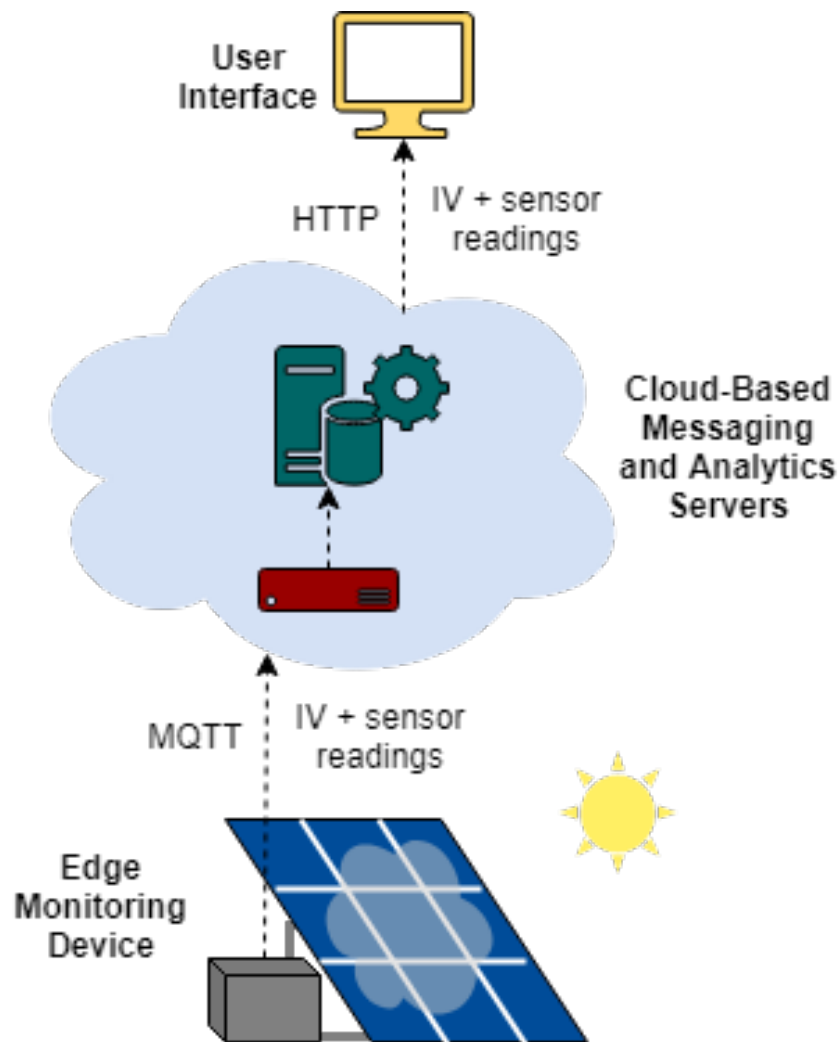 User
Interface
HTTP
IV + sensor
readings
Cloud-Based
Messaging
and Analytics
Servers
MQTT
IV + sensor
readings
Edge
Monitoring
Device